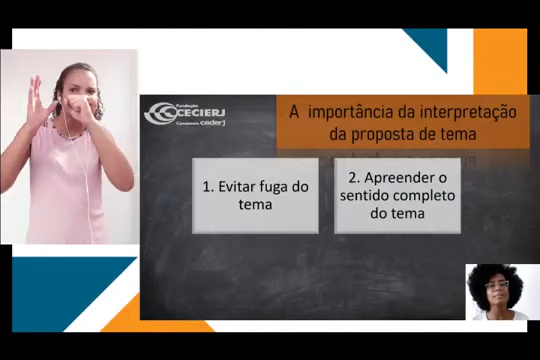 Fundação
CECIERJ
Consórcio cederj
A importância da interpretação
da proposta de tema
1. Evitar fuga do
tema
2. Apreender o
sentido completo
do tema